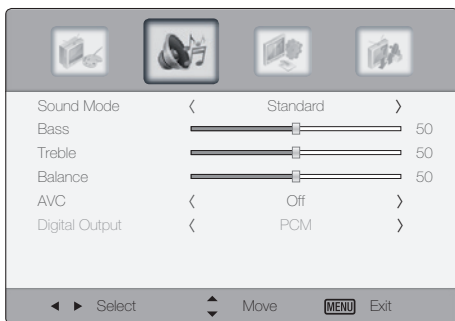 Sound Mode 〈 Standard 〉
Bass 50
Treble 50
Balance 50
AVC 〈 Off 〉
Digital Output 〈 PCM 〉
◄ ► Select ▲▼ Move MENU Exit